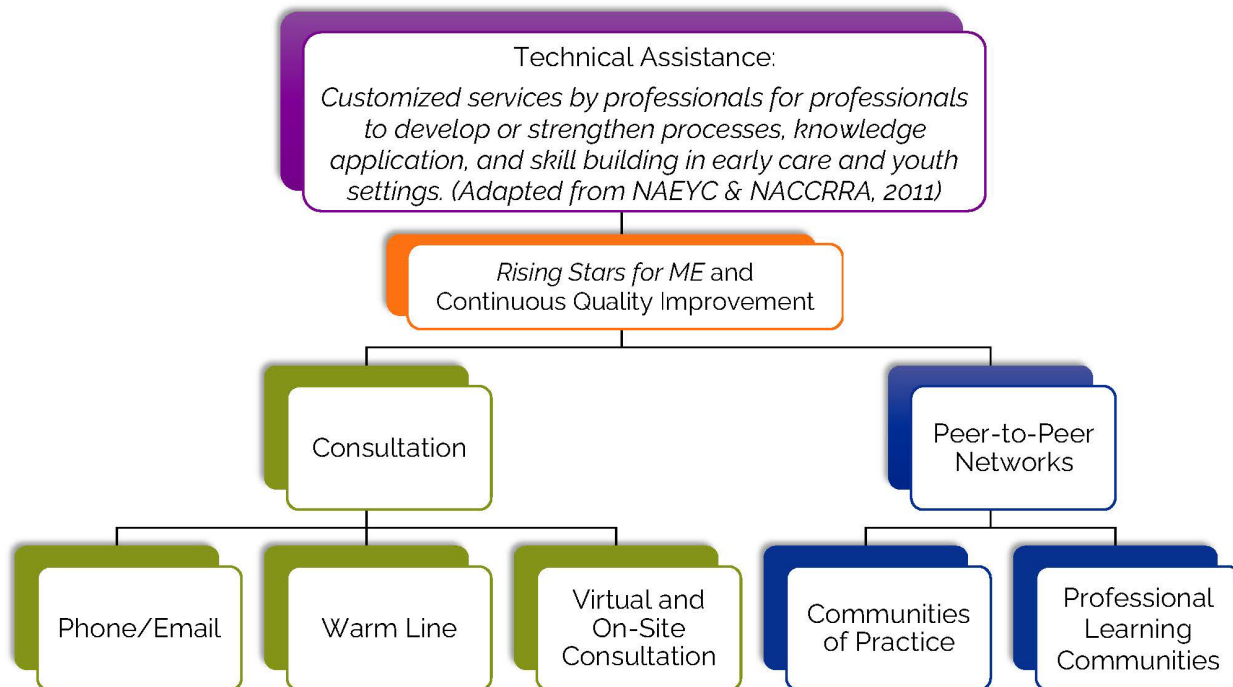 Technical Assistance:
Customized services by professionals for professionals
to develop or strengthen processes, knowledge
application, and skill building in early care and youth
settings. (Adapted from NAEYC & NACCRRA, 2011)
Rising Stars for ME and
Continuous Quality Improvement
Consultation
Peer-to-Peer
Networks
Phone/Email
Warm Line
Virtual and
On-Site
Consultation
Communities
of Practice
Professional
Learning
Communities